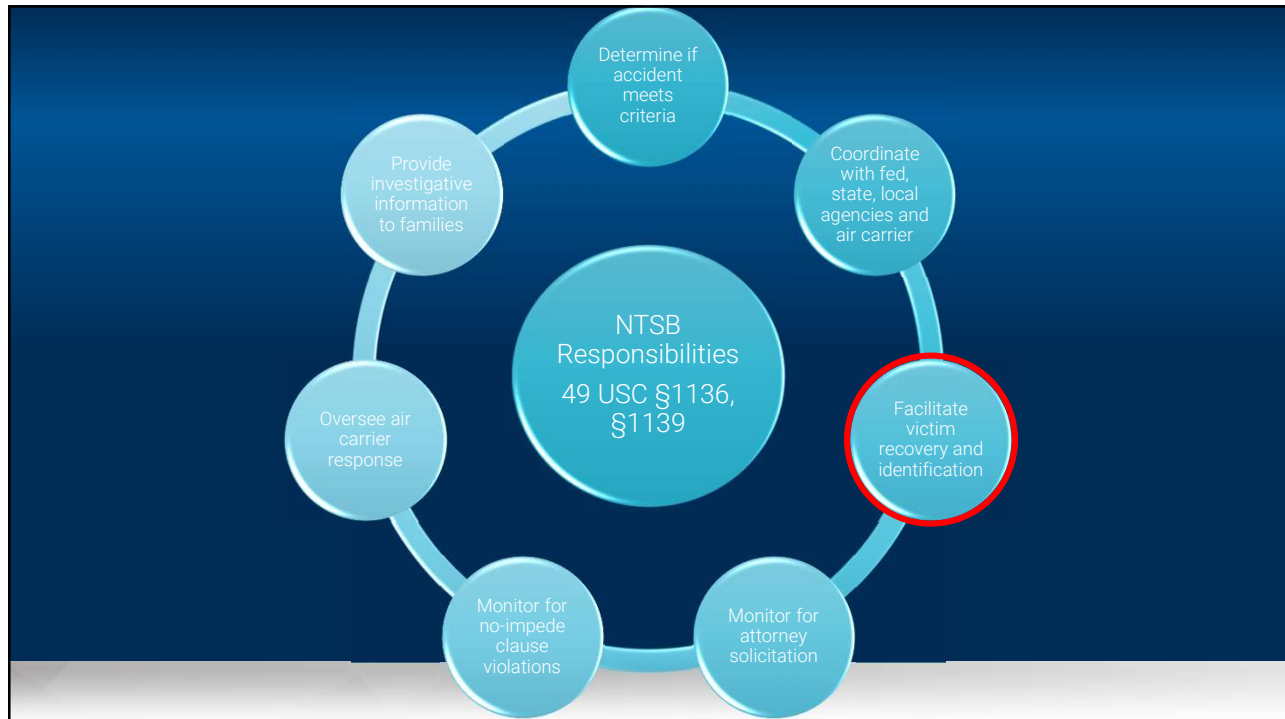 Determine if
accident
meets
criteria
Coordinate
with fed,
state, local
agencies and
air carrier
Facilitate
victim
recovery and
identification
Monitor for
attorney
solicitation
Monitor for
no-impede
clause
violations
Oversee air
carrier
response
Provide
investigative
information
to families
NTSB
Responsibilities
49 USC §1136,
§1139